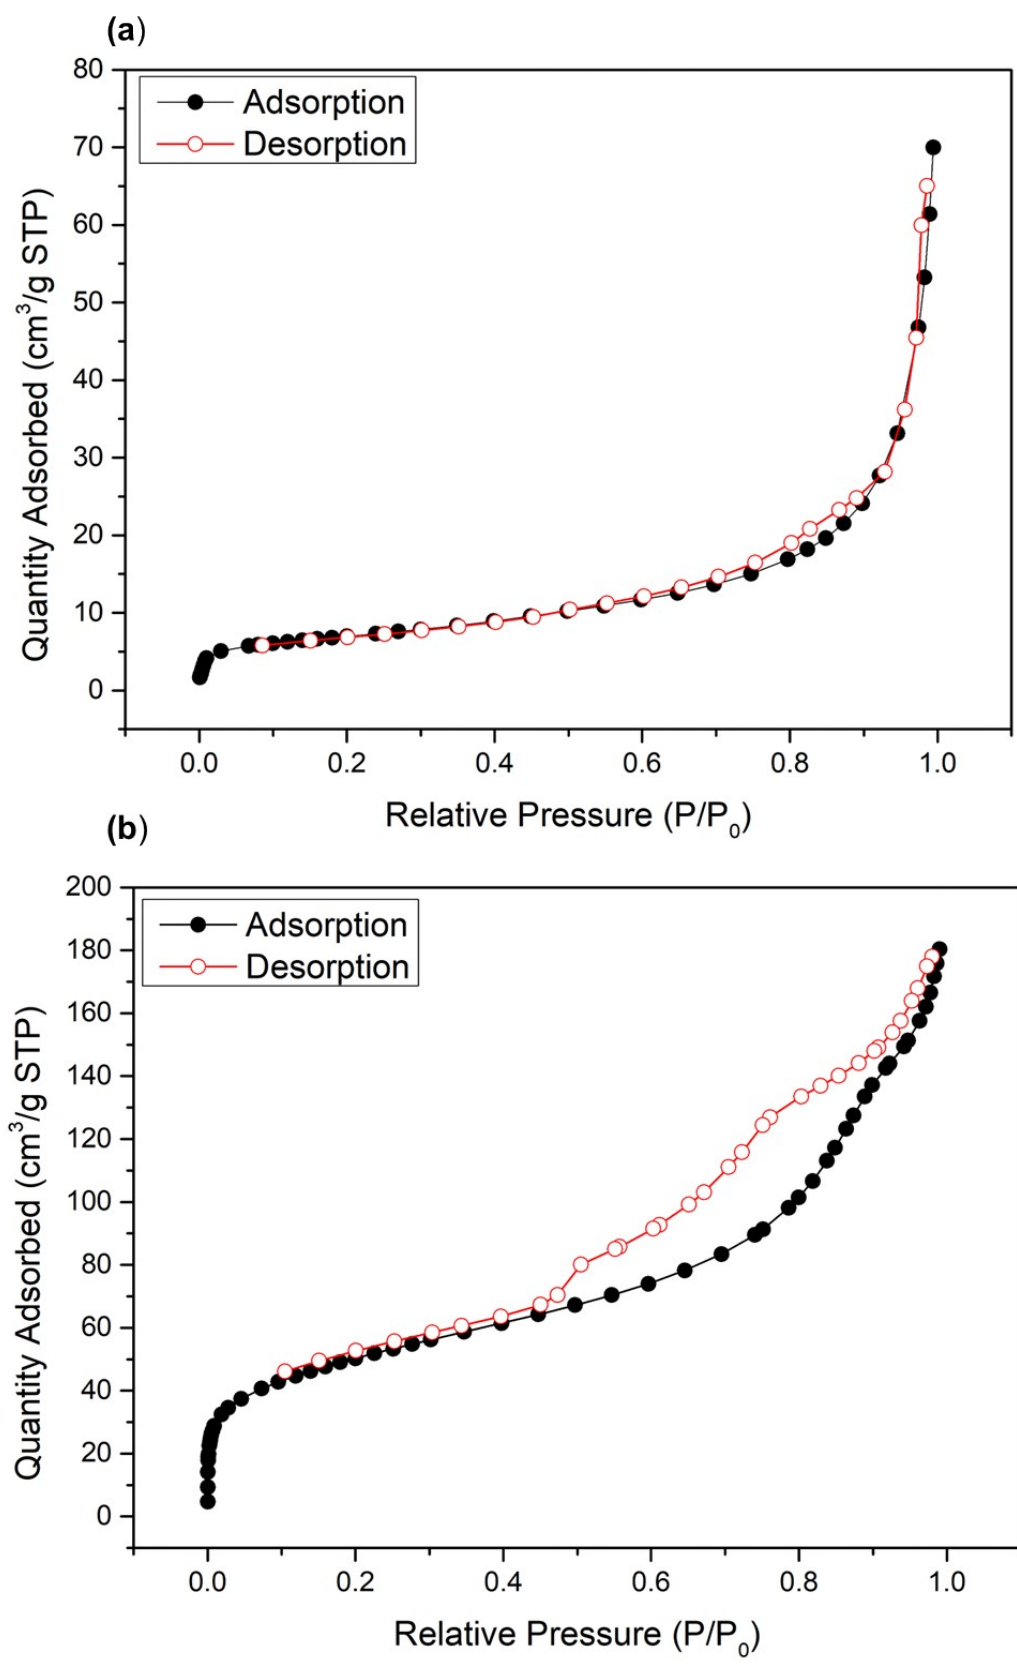 (a)
80
70
60
50
40
30
20
10
0
Quantity Adsorbed (cm³/g STP)
Adsorption
Desorption
0.0 0.2 0.4 0.6 0.8 1.0
Relative Pressure (P/P₀)
(b)
200
180
160
140
120
100
80
60
40
20
0
Quantity Adsorbed (cm³/g STP)
Adsorption
Desorption
0.0 0.2 0.4 0.6 0.8 1.0
Relative Pressure (P/P₀)